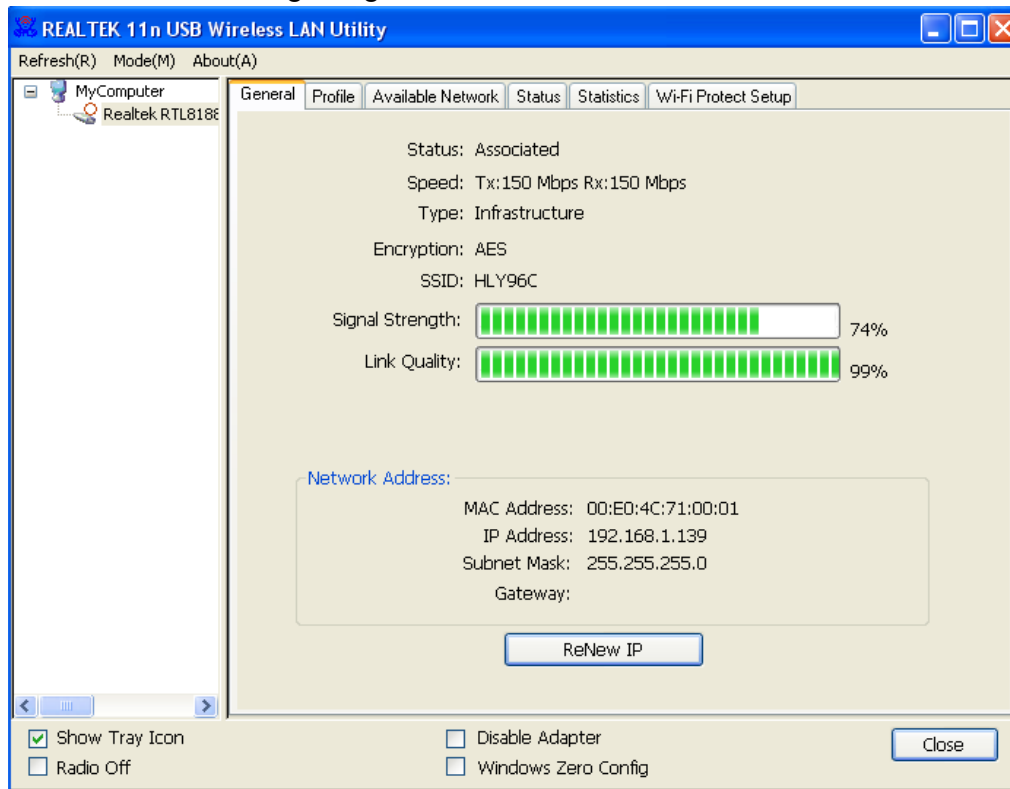 REALTEK 11n USB Wireless LAN Utility
Refresh(R) Mode(M) About(A)
MyComputer
Realtek RTL8188
General Profile Available Network Status Statistics Wi-Fi Protect Setup
Status: Associated
Speed: Tx:150 Mbps Rx:150 Mbps
Type: Infrastructure
Encryption: AES
SSID: HLY96C
Signal Strength: 74%
Link Quality: 99%
Network Address:
MAC Address: 00:E0:4C:71:00:01
IP Address: 192.168.1.139
Subnet Mask: 255.255.255.0
Gateway:
ReNew IP
Show Tray Icon Disable Adapter Close
Radio Off Windows Zero Config